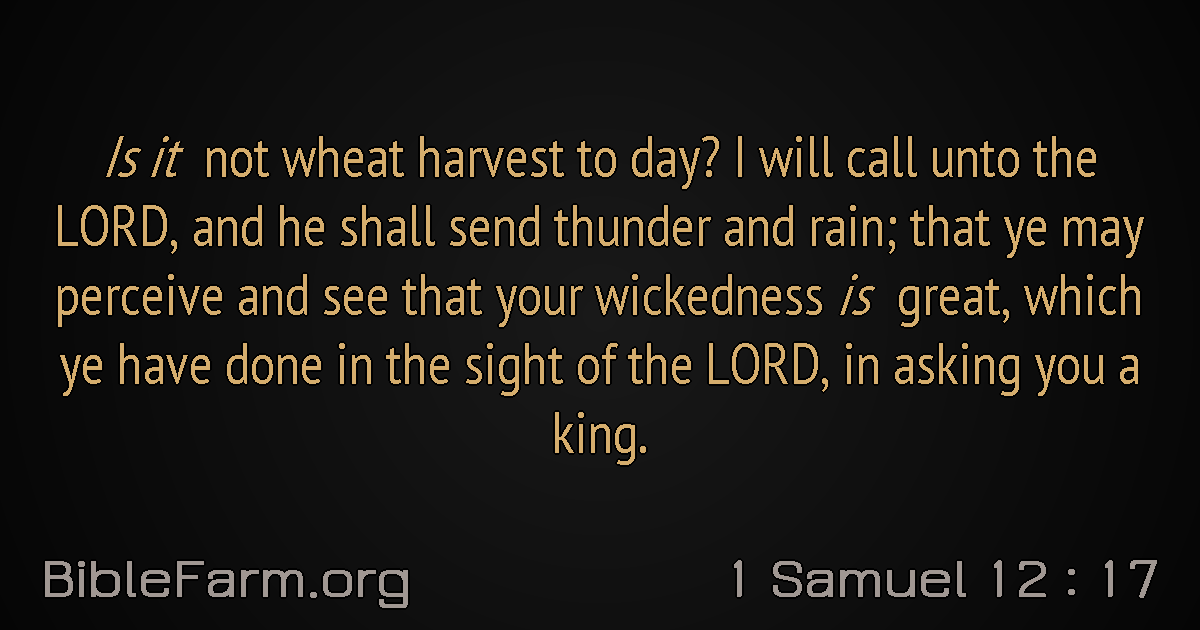 Is it not wheat harvest to day? I will call unto the
LORD, and he shall send thunder and rain; that ye may
perceive and see that your wickedness is great, which
ye have done in the sight of the LORD, in asking you a
king.
BibleFarm.org
1 Samuel 12 : 17